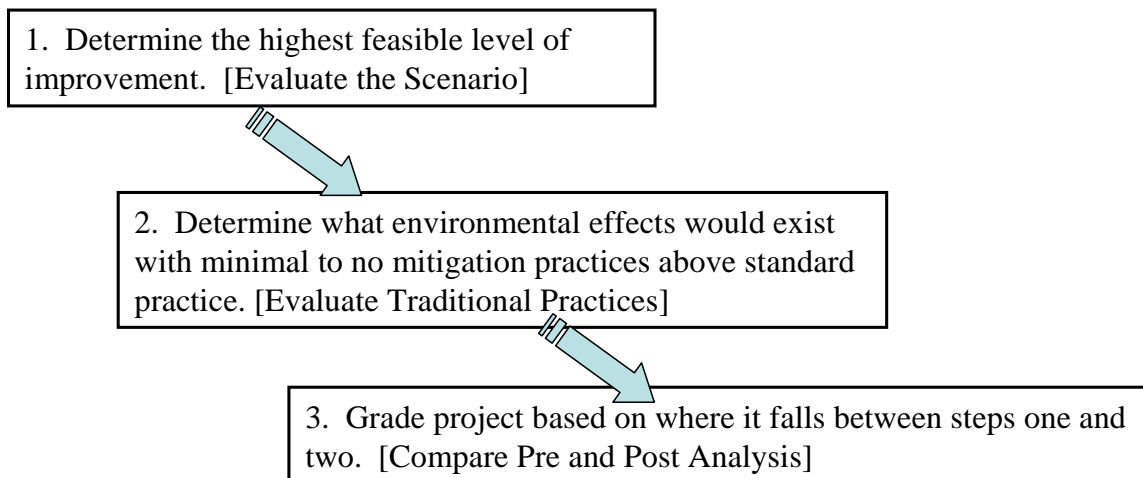 1. Determine the highest feasible level of
improvement. [Evaluate the Scenario]
2. Determine what environmental effects would exist
with minimal to no mitigation practices above standard
practice. [Evaluate Traditional Practices]
3. Grade project based on where it falls between steps one and
two. [Compare Pre and Post Analysis]